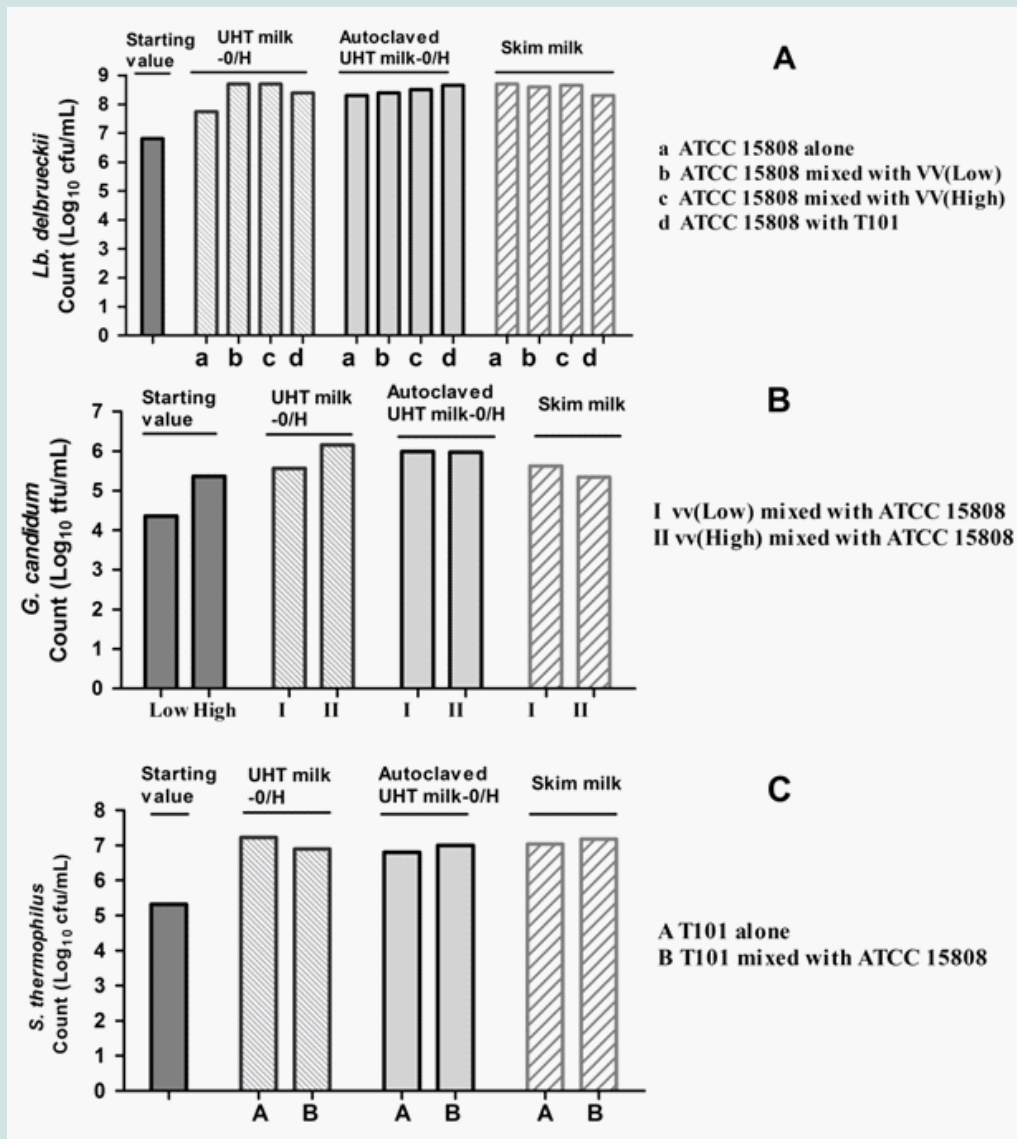 Starting
value
UHT milk
-0/H
Autoclaved
UHT milk-0/H
Skim milk
A
9
8
7
6
5
4
3
2
1
0
Lb. delbrueckii
Count (Log10 cfu/mL)
a b c d
a b c d
a b c d
a ATCC 15808 alone
b ATCC 15808 mixed with VV(Low)
c ATCC 15808 mixed with VV(High)
d ATCC 15808 with T101
Starting
value
UHT milk
-0/H
Autoclaved
UHT milk-0/H
Skim milk
B
7
6
5
4
3
2
1
0
G. candidum
Count (Log10 tfu/mL)
Low High
I II
I II
I II
I vv(Low) mixed with ATCC 15808
II vv(High) mixed with ATCC 15808
Starting
value
UHT milk
-0/H
Autoclaved
UHT milk-0/H
Skim milk
C
8
7
6
5
4
3
2
1
0
S. thermophilus
Count (Log10 cfu/mL)
A B
A B
A B
A T101 alone
B T101 mixed with ATCC 15808